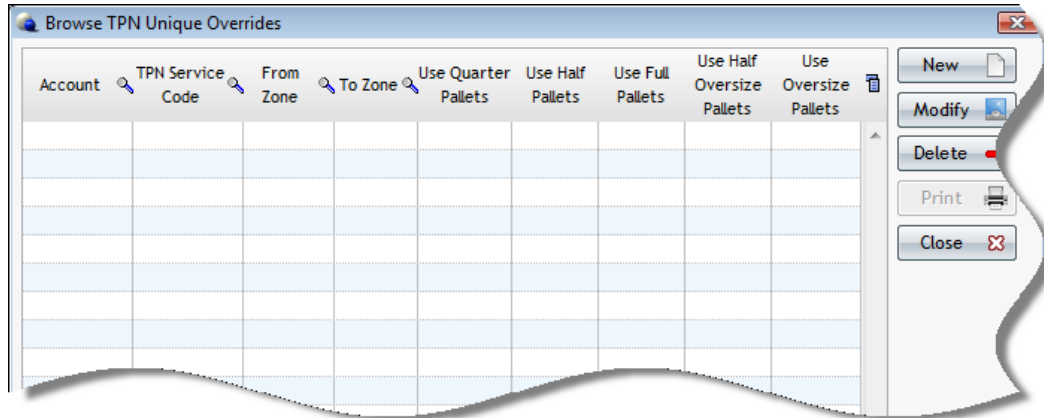 Browse TPN Unique Overrides
Account
TPN Service
Code
From
Zone
To Zone
Use Quarter
Pallets
Use Half
Pallets
Use Full
Pallets
Use Half
Oversize
Pallets
Use
Oversize
Pallets
New
Modify
Delete
Print
Close